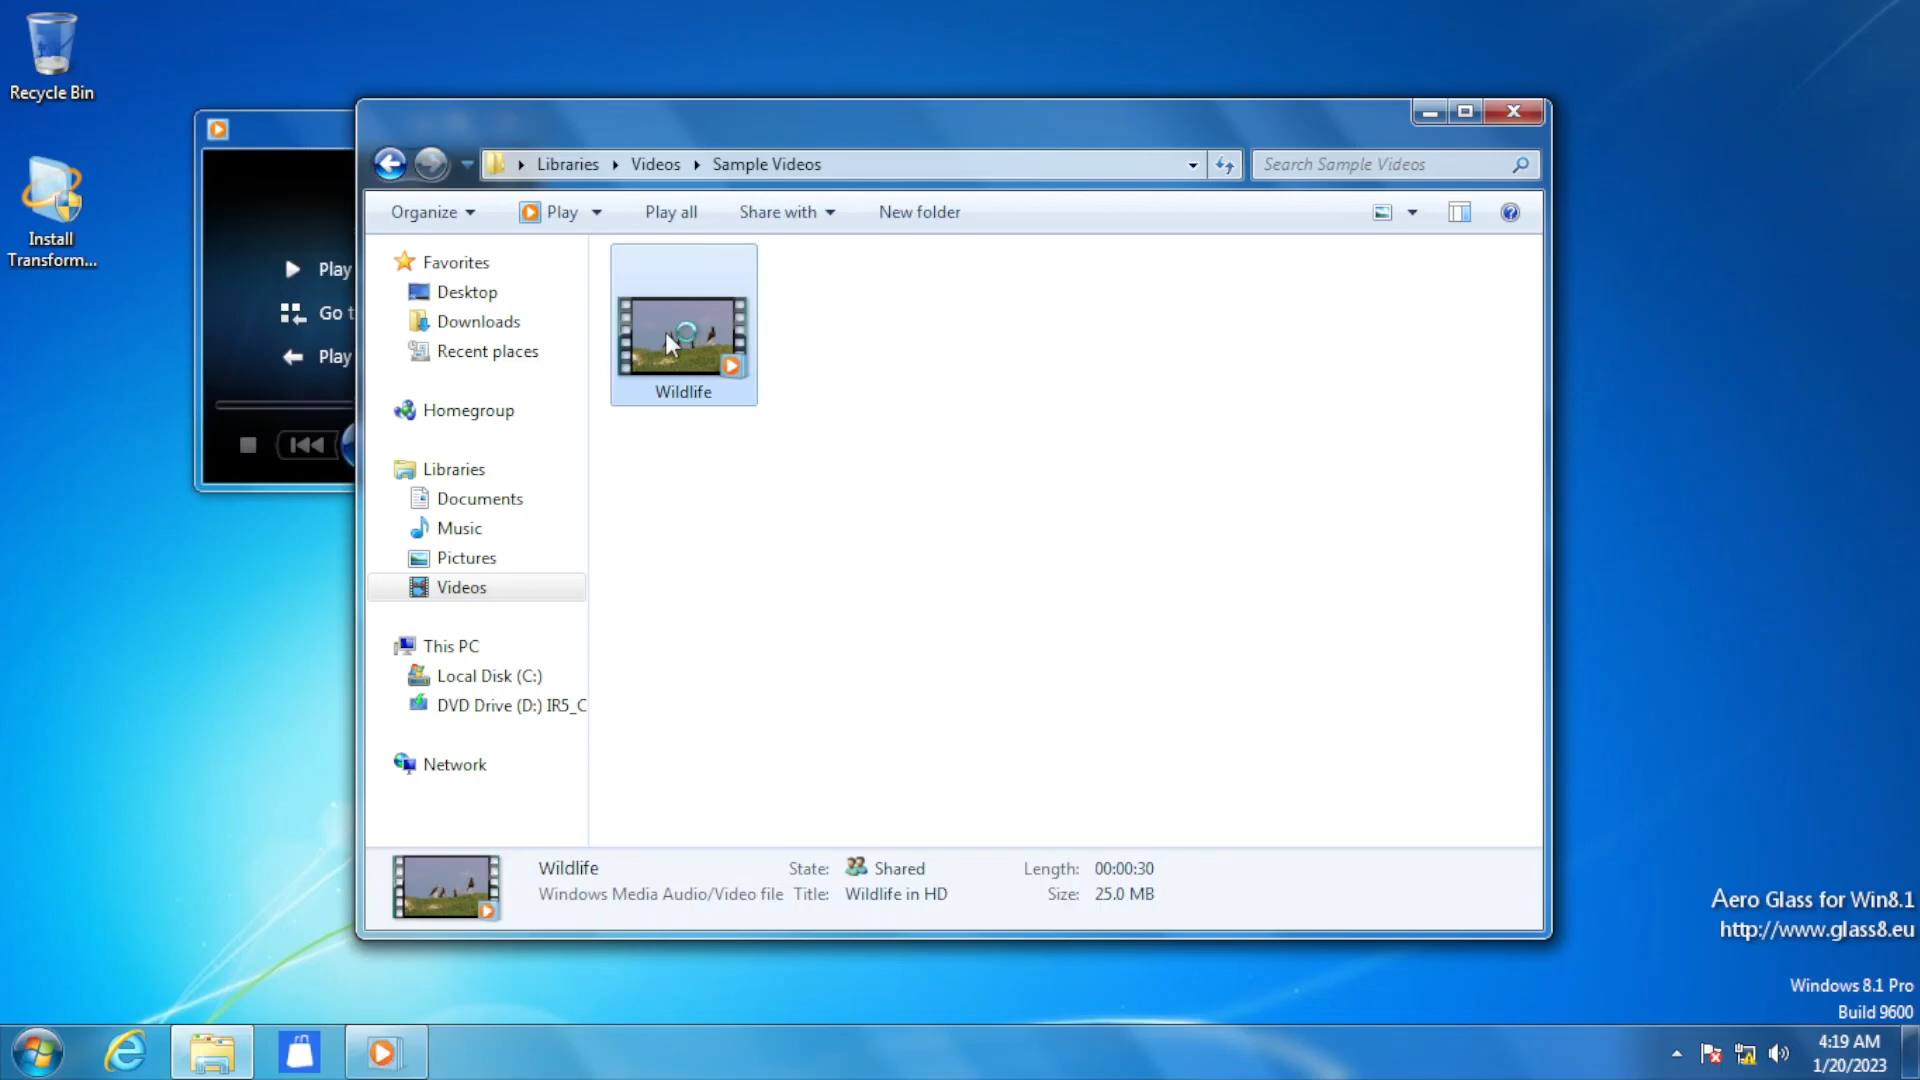 Recycle Bin
Install
Transform...
Play
Go t
Play
Libraries
Videos
Sample Videos
Search Sample Videos
Organize
Play
Play all
Share with
New folder
Favorites
Desktop
Downloads
Recent places
Homegroup
Libraries
Documents
Music
Pictures
Videos
This PC
Local Disk (C:)
DVD Drive (D:) IR5_C
Network
Wildlife
Wildlife
State:
Shared
Length:
00:00:30
Windows Media Audio/Video file
Title:
Wildlife in HD
Size:
25.0 MB
Aero Glass for Win8.1
http://www.glass8.eu
Windows 8.1 Pro
Build 9600
4:19 AM
1/20/2023